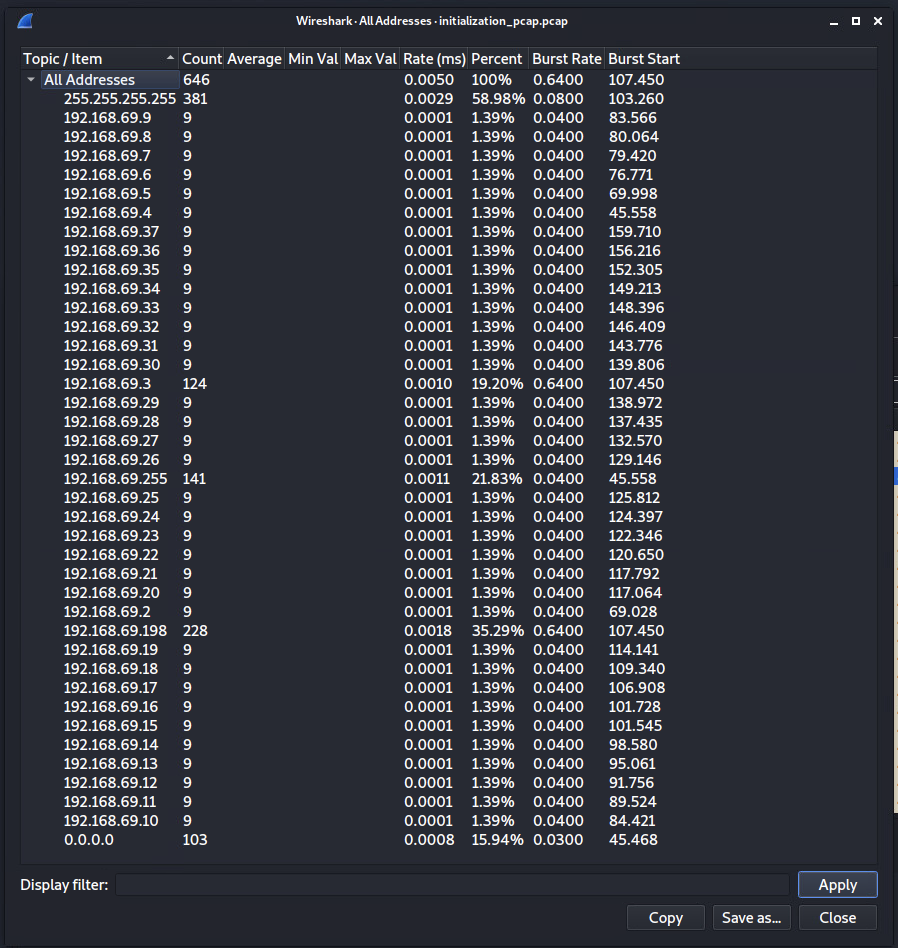 Wireshark · All Addresses · initialization_pcap.pcap
Topic / Item Count Average Min Val Max Val Rate (ms) Percent Burst Rate Burst Start
All Addresses 646 0.0050 100% 0.6400 107.450
255.255.255.255 381 0.0029 58.98% 0.0800 103.260
192.168.69.9 9 0.0001 1.39% 0.0400 83.566
192.168.69.8 9 0.0001 1.39% 0.0400 80.064
192.168.69.7 9 0.0001 1.39% 0.0400 79.420
192.168.69.6 9 0.0001 1.39% 0.0400 76.771
192.168.69.5 9 0.0001 1.39% 0.0400 69.998
192.168.69.4 9 0.0001 1.39% 0.0400 45.558
192.168.69.37 9 0.0001 1.39% 0.0400 159.710
192.168.69.36 9 0.0001 1.39% 0.0400 156.216
192.168.69.35 9 0.0001 1.39% 0.0400 152.305
192.168.69.34 9 0.0001 1.39% 0.0400 149.213
192.168.69.33 9 0.0001 1.39% 0.0400 148.396
192.168.69.32 9 0.0001 1.39% 0.0400 146.409
192.168.69.31 9 0.0001 1.39% 0.0400 143.776
192.168.69.30 9 0.0001 1.39% 0.0400 139.806
192.168.69.3 124 0.0010 19.20% 0.6400 107.450
192.168.69.29 9 0.0001 1.39% 0.0400 138.972
192.168.69.28 9 0.0001 1.39% 0.0400 137.435
192.168.69.27 9 0.0001 1.39% 0.0400 132.570
192.168.69.26 9 0.0001 1.39% 0.0400 129.146
192.168.69.255 141 0.0011 21.83% 0.0400 45.558
192.168.69.25 9 0.0001 1.39% 0.0400 125.812
192.168.69.24 9 0.0001 1.39% 0.0400 124.397
192.168.69.23 9 0.0001 1.39% 0.0400 122.346
192.168.69.22 9 0.0001 1.39% 0.0400 120.650
192.168.69.21 9 0.0001 1.39% 0.0400 117.792
192.168.69.20 9 0.0001 1.39% 0.0400 117.064
192.168.69.2 9 0.0001 1.39% 0.0400 69.028
192.168.69.198 228 0.0018 35.29% 0.6400 107.450
192.168.69.19 9 0.0001 1.39% 0.0400 114.141
192.168.69.18 9 0.0001 1.39% 0.0400 109.340
192.168.69.17 9 0.0001 1.39% 0.0400 106.908
192.168.69.16 9 0.0001 1.39% 0.0400 101.728
192.168.69.15 9 0.0001 1.39% 0.0400 101.545
192.168.69.14 9 0.0001 1.39% 0.0400 98.580
192.168.69.13 9 0.0001 1.39% 0.0400 95.061
192.168.69.12 9 0.0001 1.39% 0.0400 91.756
192.168.69.11 9 0.0001 1.39% 0.0400 89.524
192.168.69.10 9 0.0001 1.39% 0.0400 84.421
0.0.0.0 103 0.0008 15.94% 0.0300 45.468
Display filter: Apply
Copy Save as... Close